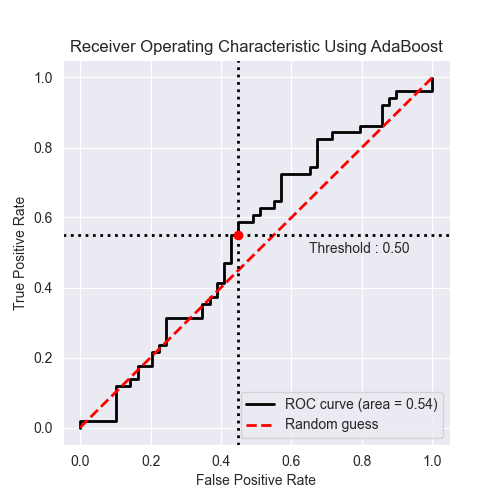 Receiver Operating Characteristic Using AdaBoost
True Positive Rate
1.0
0.8
0.6
0.4
0.2
0.0
Threshold : 0.50
ROC curve (area = 0.54)
Random guess
0.0 0.2 0.4 0.6 0.8 1.0
False Positive Rate